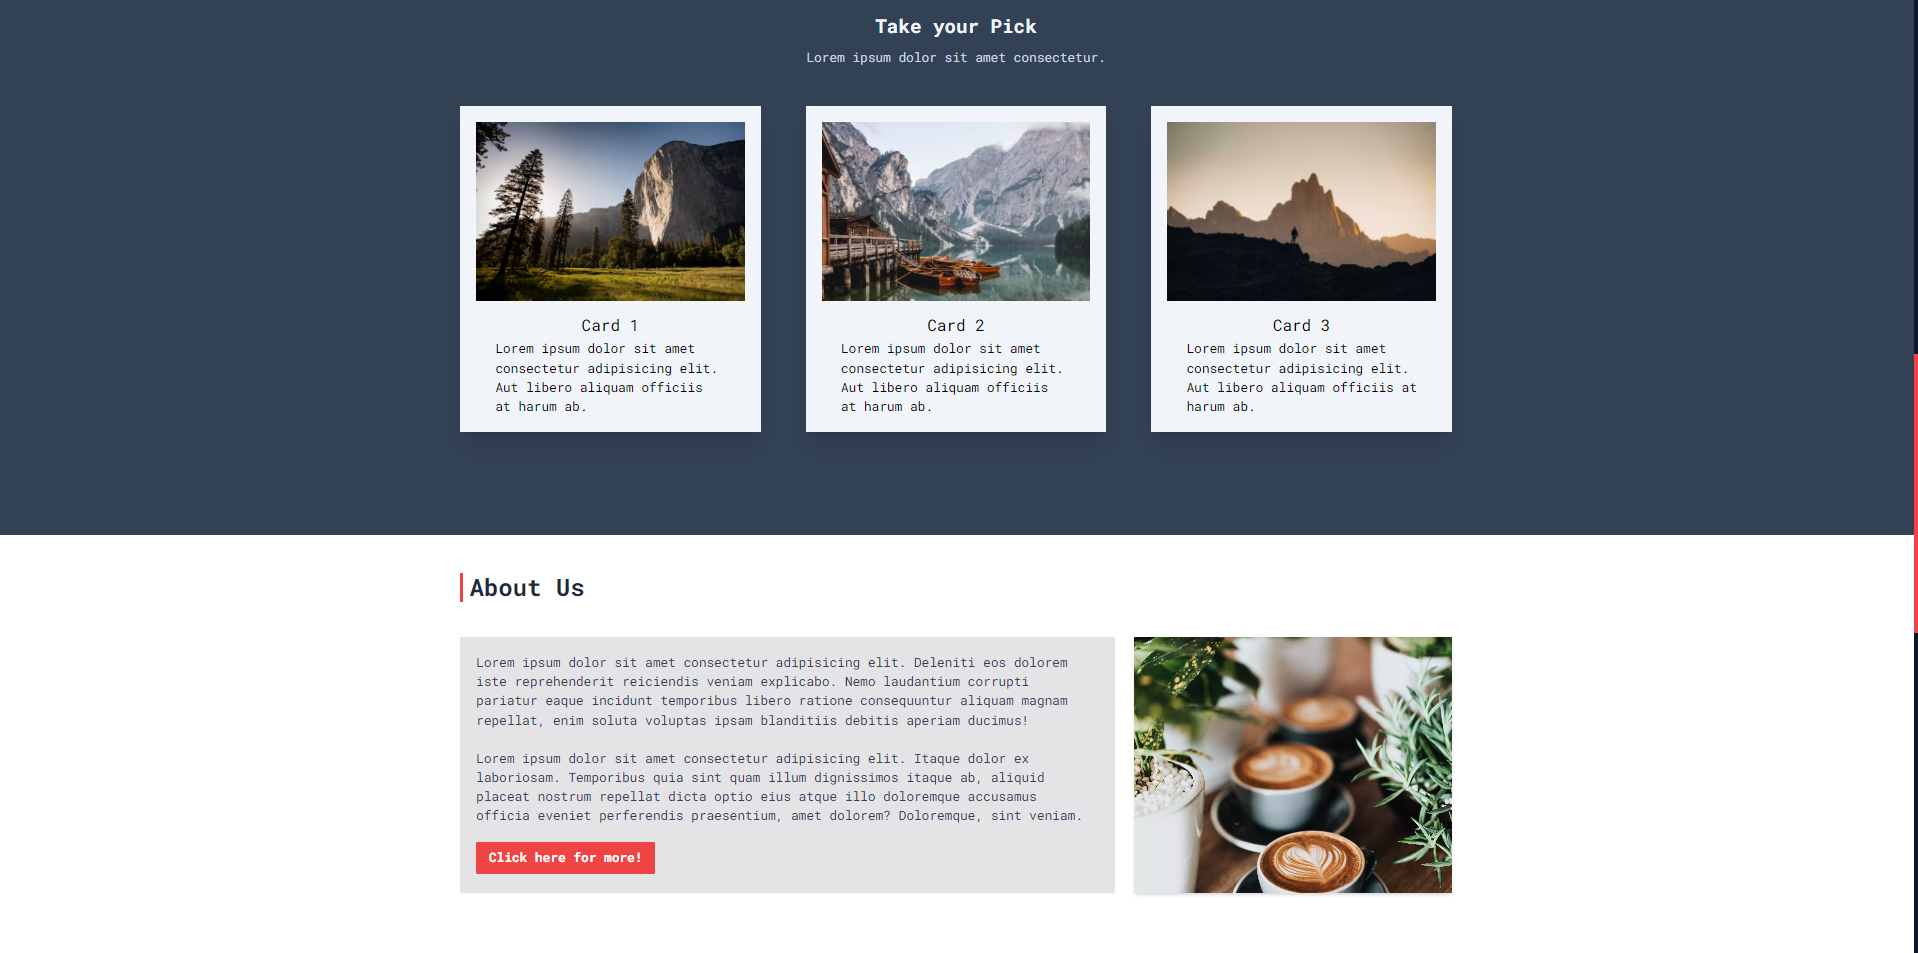 Take your Pick
Lorem ipsum dolor sit amet consectetur.
Card 1
Lorem ipsum dolor sit amet
consectetur adipisicing elit.
Aut libero aliquam officiis
at harum ab.
Card 2
Lorem ipsum dolor sit amet
consectetur adipisicing elit.
Aut libero aliquam officiis
at harum ab.
Card 3
Lorem ipsum dolor sit amet
consectetur adipisicing elit.
Aut libero aliquam officiis at
harum ab.
About Us
Lorem ipsum dolor sit amet consectetur adipisicing elit. Deleniti eos dolorem
iste reprehenderit reiciendis veniam explicabo. Nemo laudantium corrupti
pariatur eaque incidunt temporibus libero ratione consequuntur aliquam magnam
repellat, enim soluta voluptas ipsam blanditiis debitis aperiam ducimus!
Lorem ipsum dolor sit amet consectetur adipisicing elit. Itaque dolor ex
laboriosam. Temporibus quia sint quam illum dignissimos itaque ab, aliquid
placeat nostrum repellat dicta optio eius atque illo doloremque accusamus
officia eveniet perferendis praesentium, amet dolorem? Doloremque, sint veniam.
Click here for more!